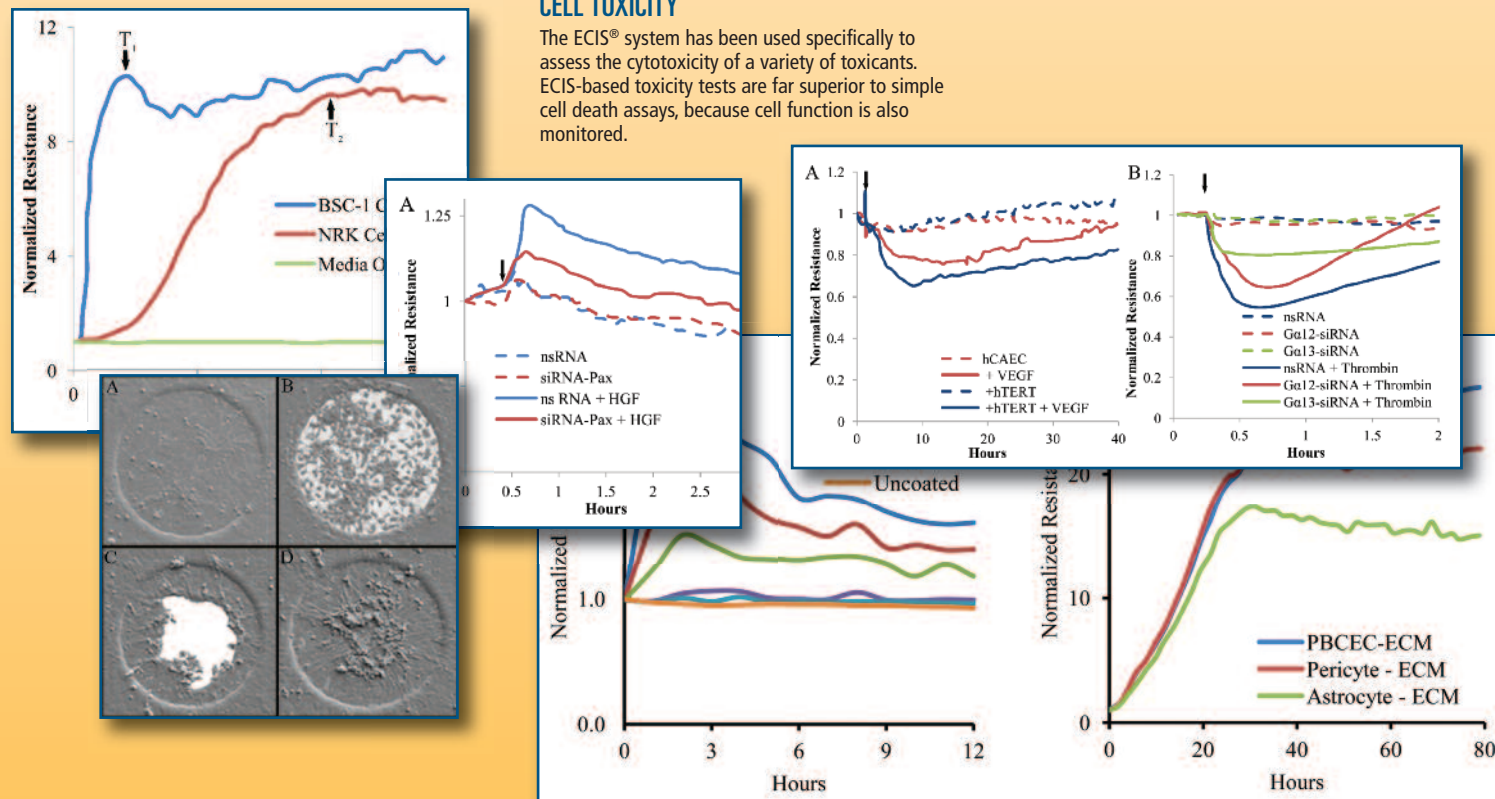 CELL TOXICITY
The ECIS® system has been used specifically to
assess the cytotoxicity of a variety of toxicants.
ECIS-based toxicity tests are far superior to simple
cell death assays, because cell function is also
monitored.
12
8
4
0
0
Normalized Resistance
T1
T2
BSC-1
NRK
Media
A
1.25
1
Resistance
nsRNA
siRNA-Pax
ns RNA + HGF
siRNA-Pax + HGF
0
0.5
1
1.5
2
2.5
Hours
A
1.2
1
0.8
0.6
0.4
0.2
0
Normalized Resistance
hCAEC
+ VEGF
+hTERT
+hTERT + VEGF
0
10
20
30
40
Hours
B
1.2
1
0.8
0.6
0.4
0.2
0
Normalized Resistance
nsRNA
Gα12-siRNA
Gα13-siRNA
nsRNA + Thrombin
Gα12-siRNA + Thrombin
Gα13-siRNA + Thrombin
0
0.5
1
1.5
2
Hours
A
B
C
D
Uncoated
Normalized
1.0
0.0
0
3
6
9
12
Hours
Normalized
20
10
0
PBCEC-ECM
Pericyte - ECM
Astrocyte - ECM
0
20
40
60
80
Hours